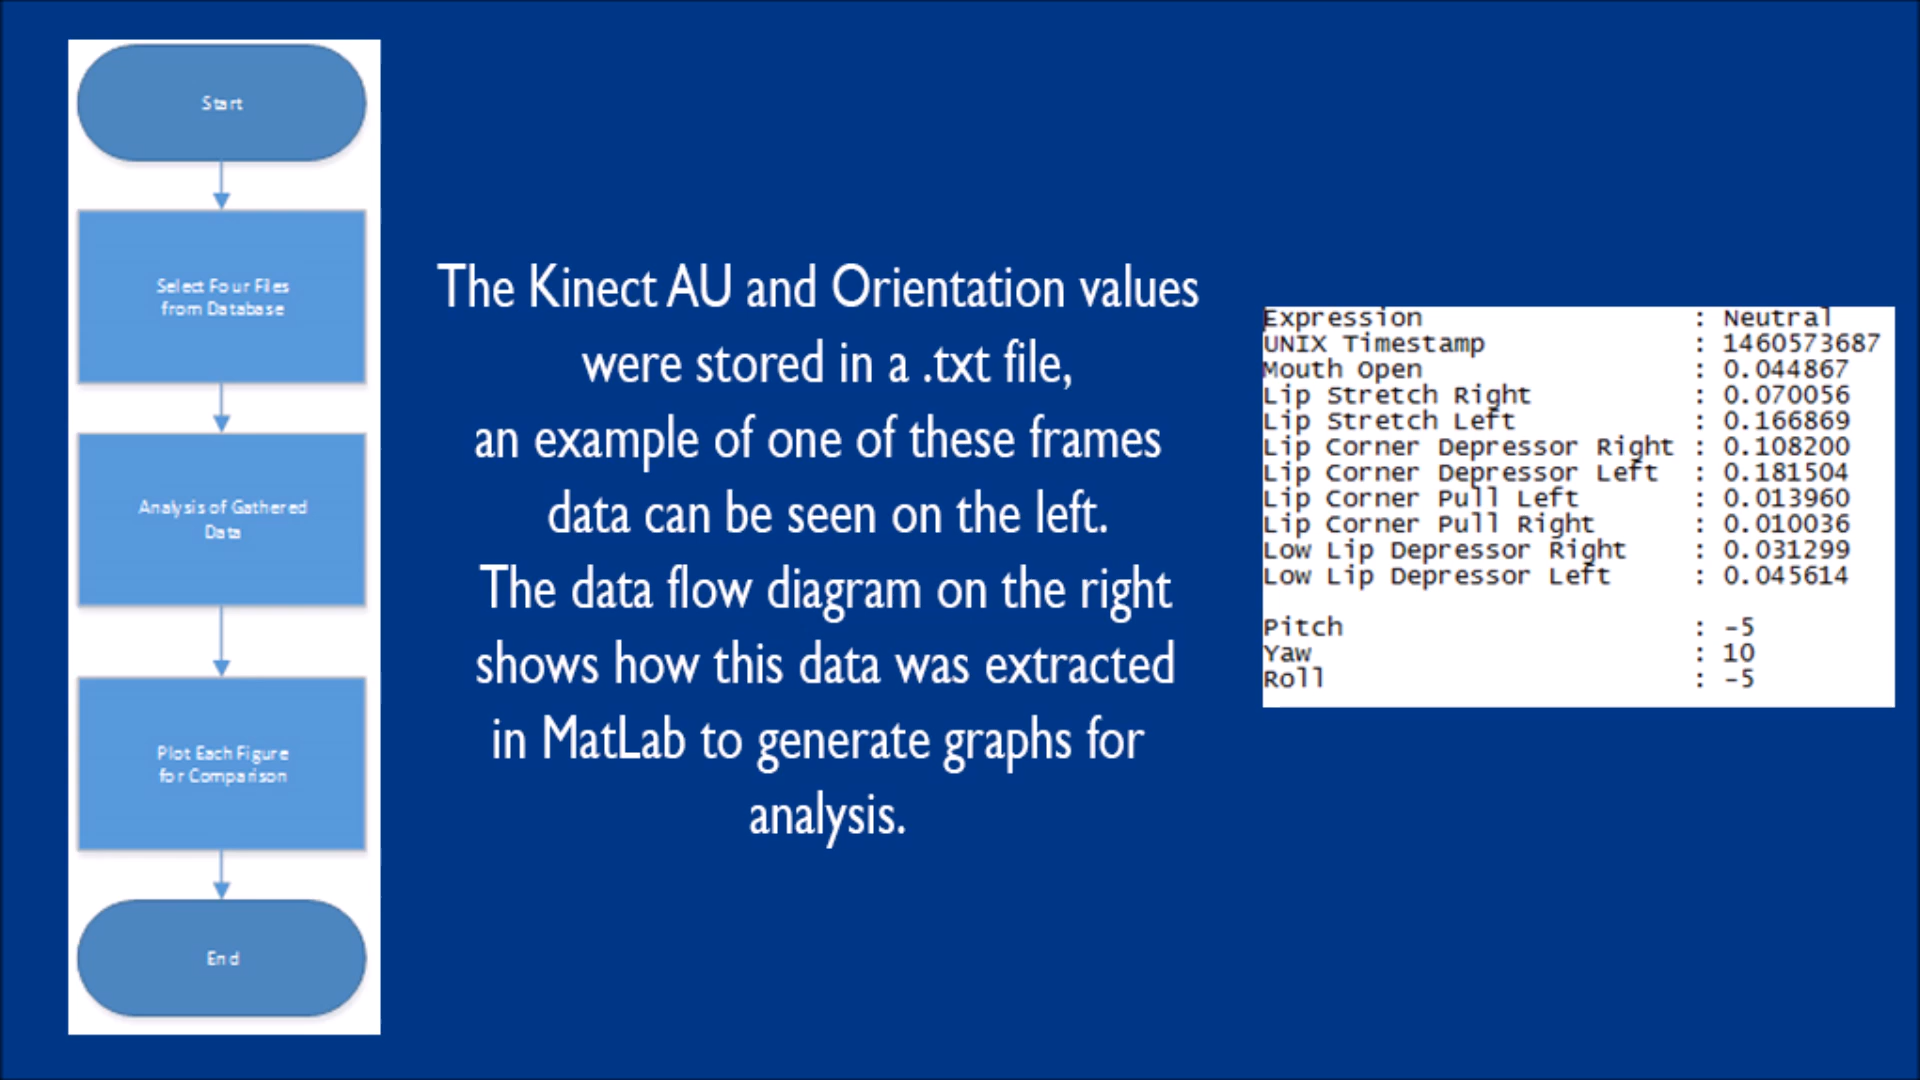 Start
Select Four Files
from Database
Analysis of Gathered
Data
Plot Each Figure
for Comparison
End
The Kinect AU and Orientation values
were stored in a .txt file,
an example of one of these frames
data can be seen on the left.
The data flow diagram on the right
shows how this data was extracted
in MatLab to generate graphs for
analysis.
Expression : Neutral
UNIX Timestamp : 1460573687
Mouth Open : 0.044867
Lip Stretch Right : 0.070056
Lip Stretch Left : 0.166869
Lip Corner Depressor Right : 0.108200
Lip Corner Depressor Left : 0.181504
Lip Corner Pull Left : 0.013960
Lip Corner Pull Right : 0.010036
Low Lip Depressor Right : 0.031299
Low Lip Depressor Left : 0.045614
Pitch : -5
Yaw : 10
Roll : -5